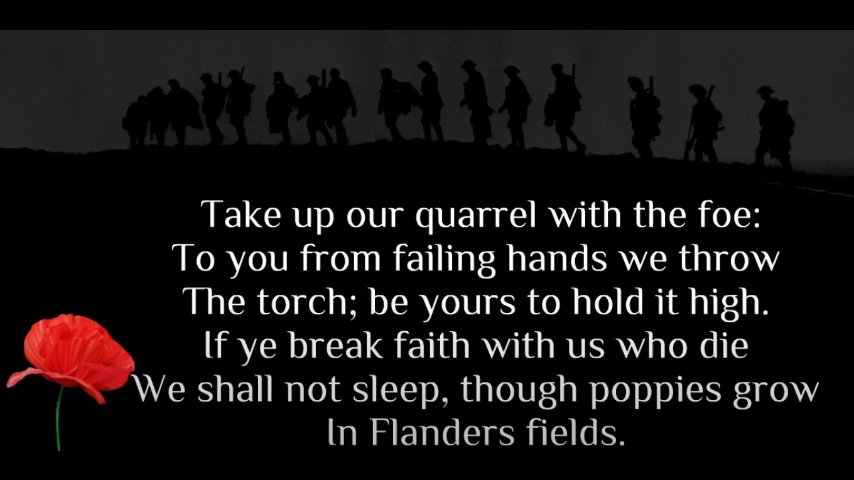 Take up our quarrel with the foe:
To you from failing hands we throw
The torch; be yours to hold it high.
If ye break faith with us who die
We shall not sleep, though poppies grow
In Flanders fields.